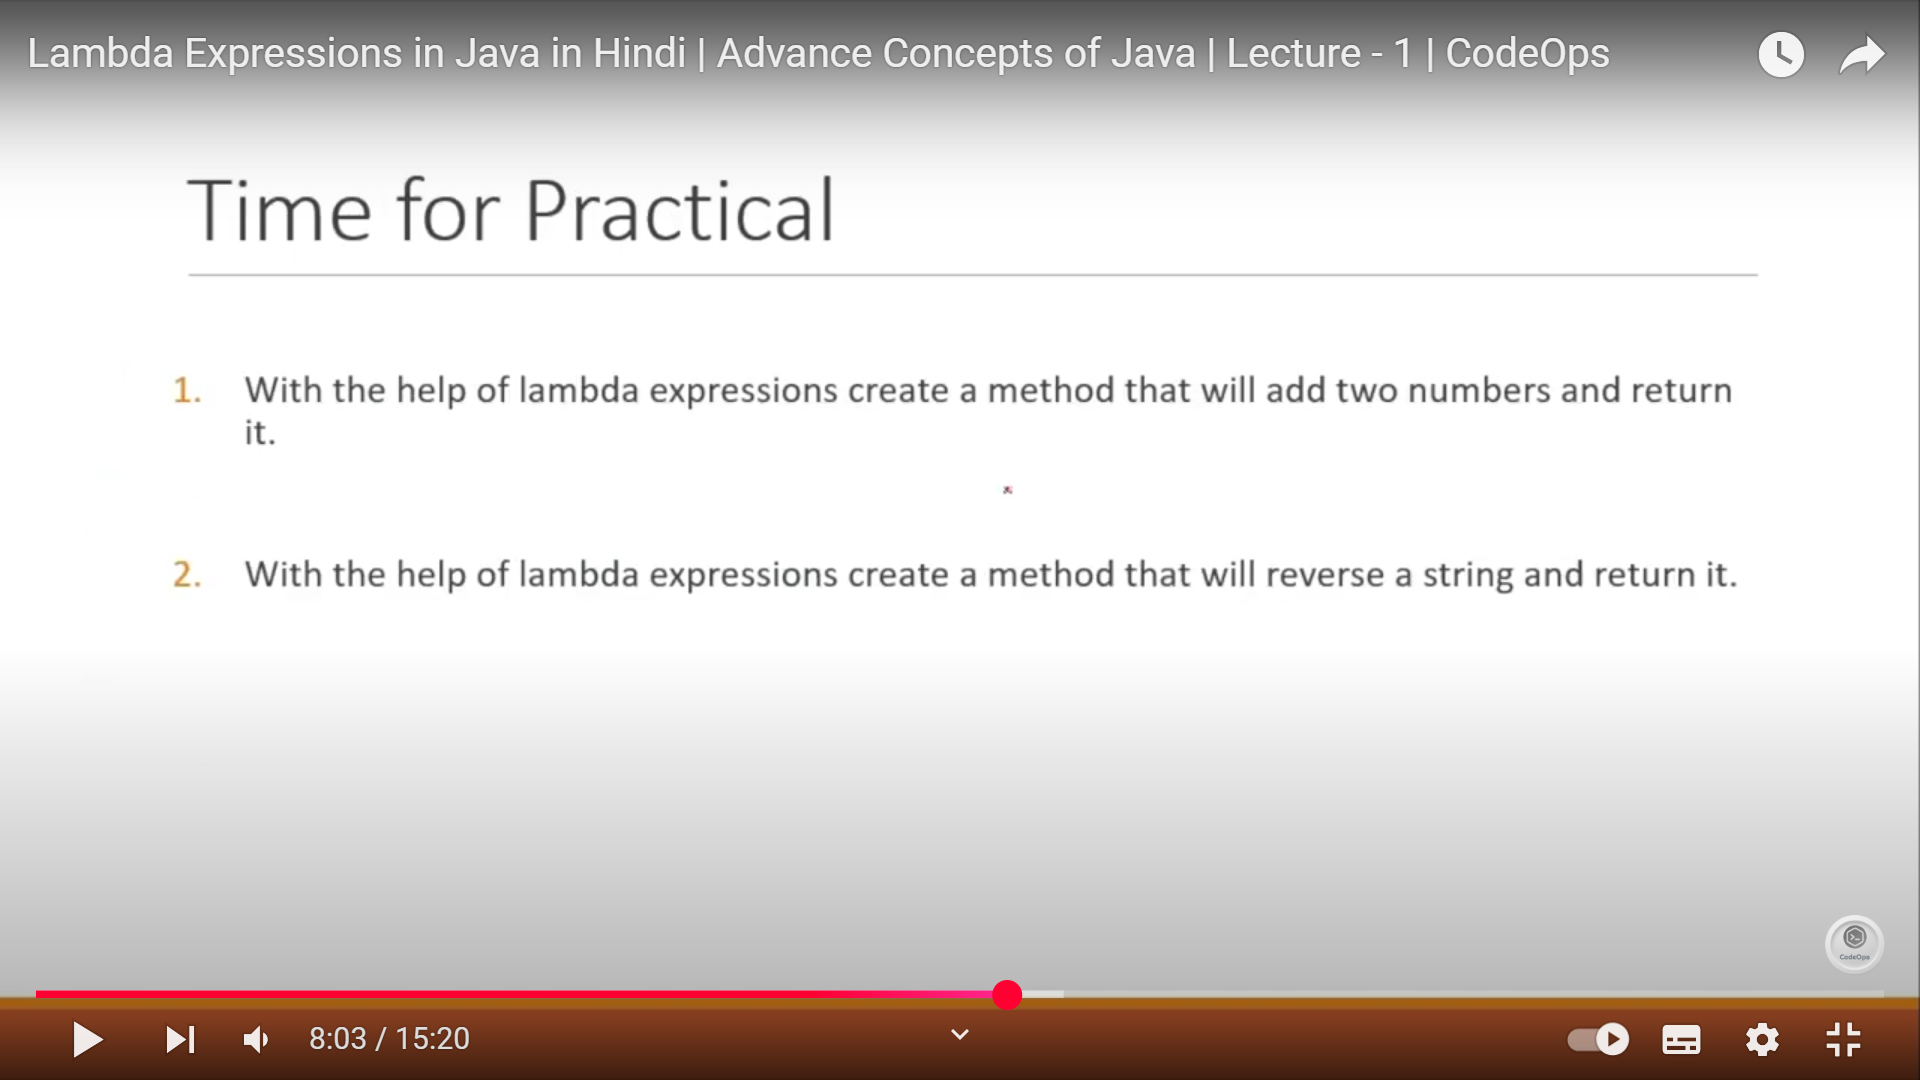 Lambda Expressions in Java in Hindi | Advance Concepts of Java | Lecture - 1 | CodeOps
Time for Practical
1. With the help of lambda expressions create a method that will add two numbers and return
it.
2. With the help of lambda expressions create a method that will reverse a string and return it.
CodeOps
8:03 / 15:20